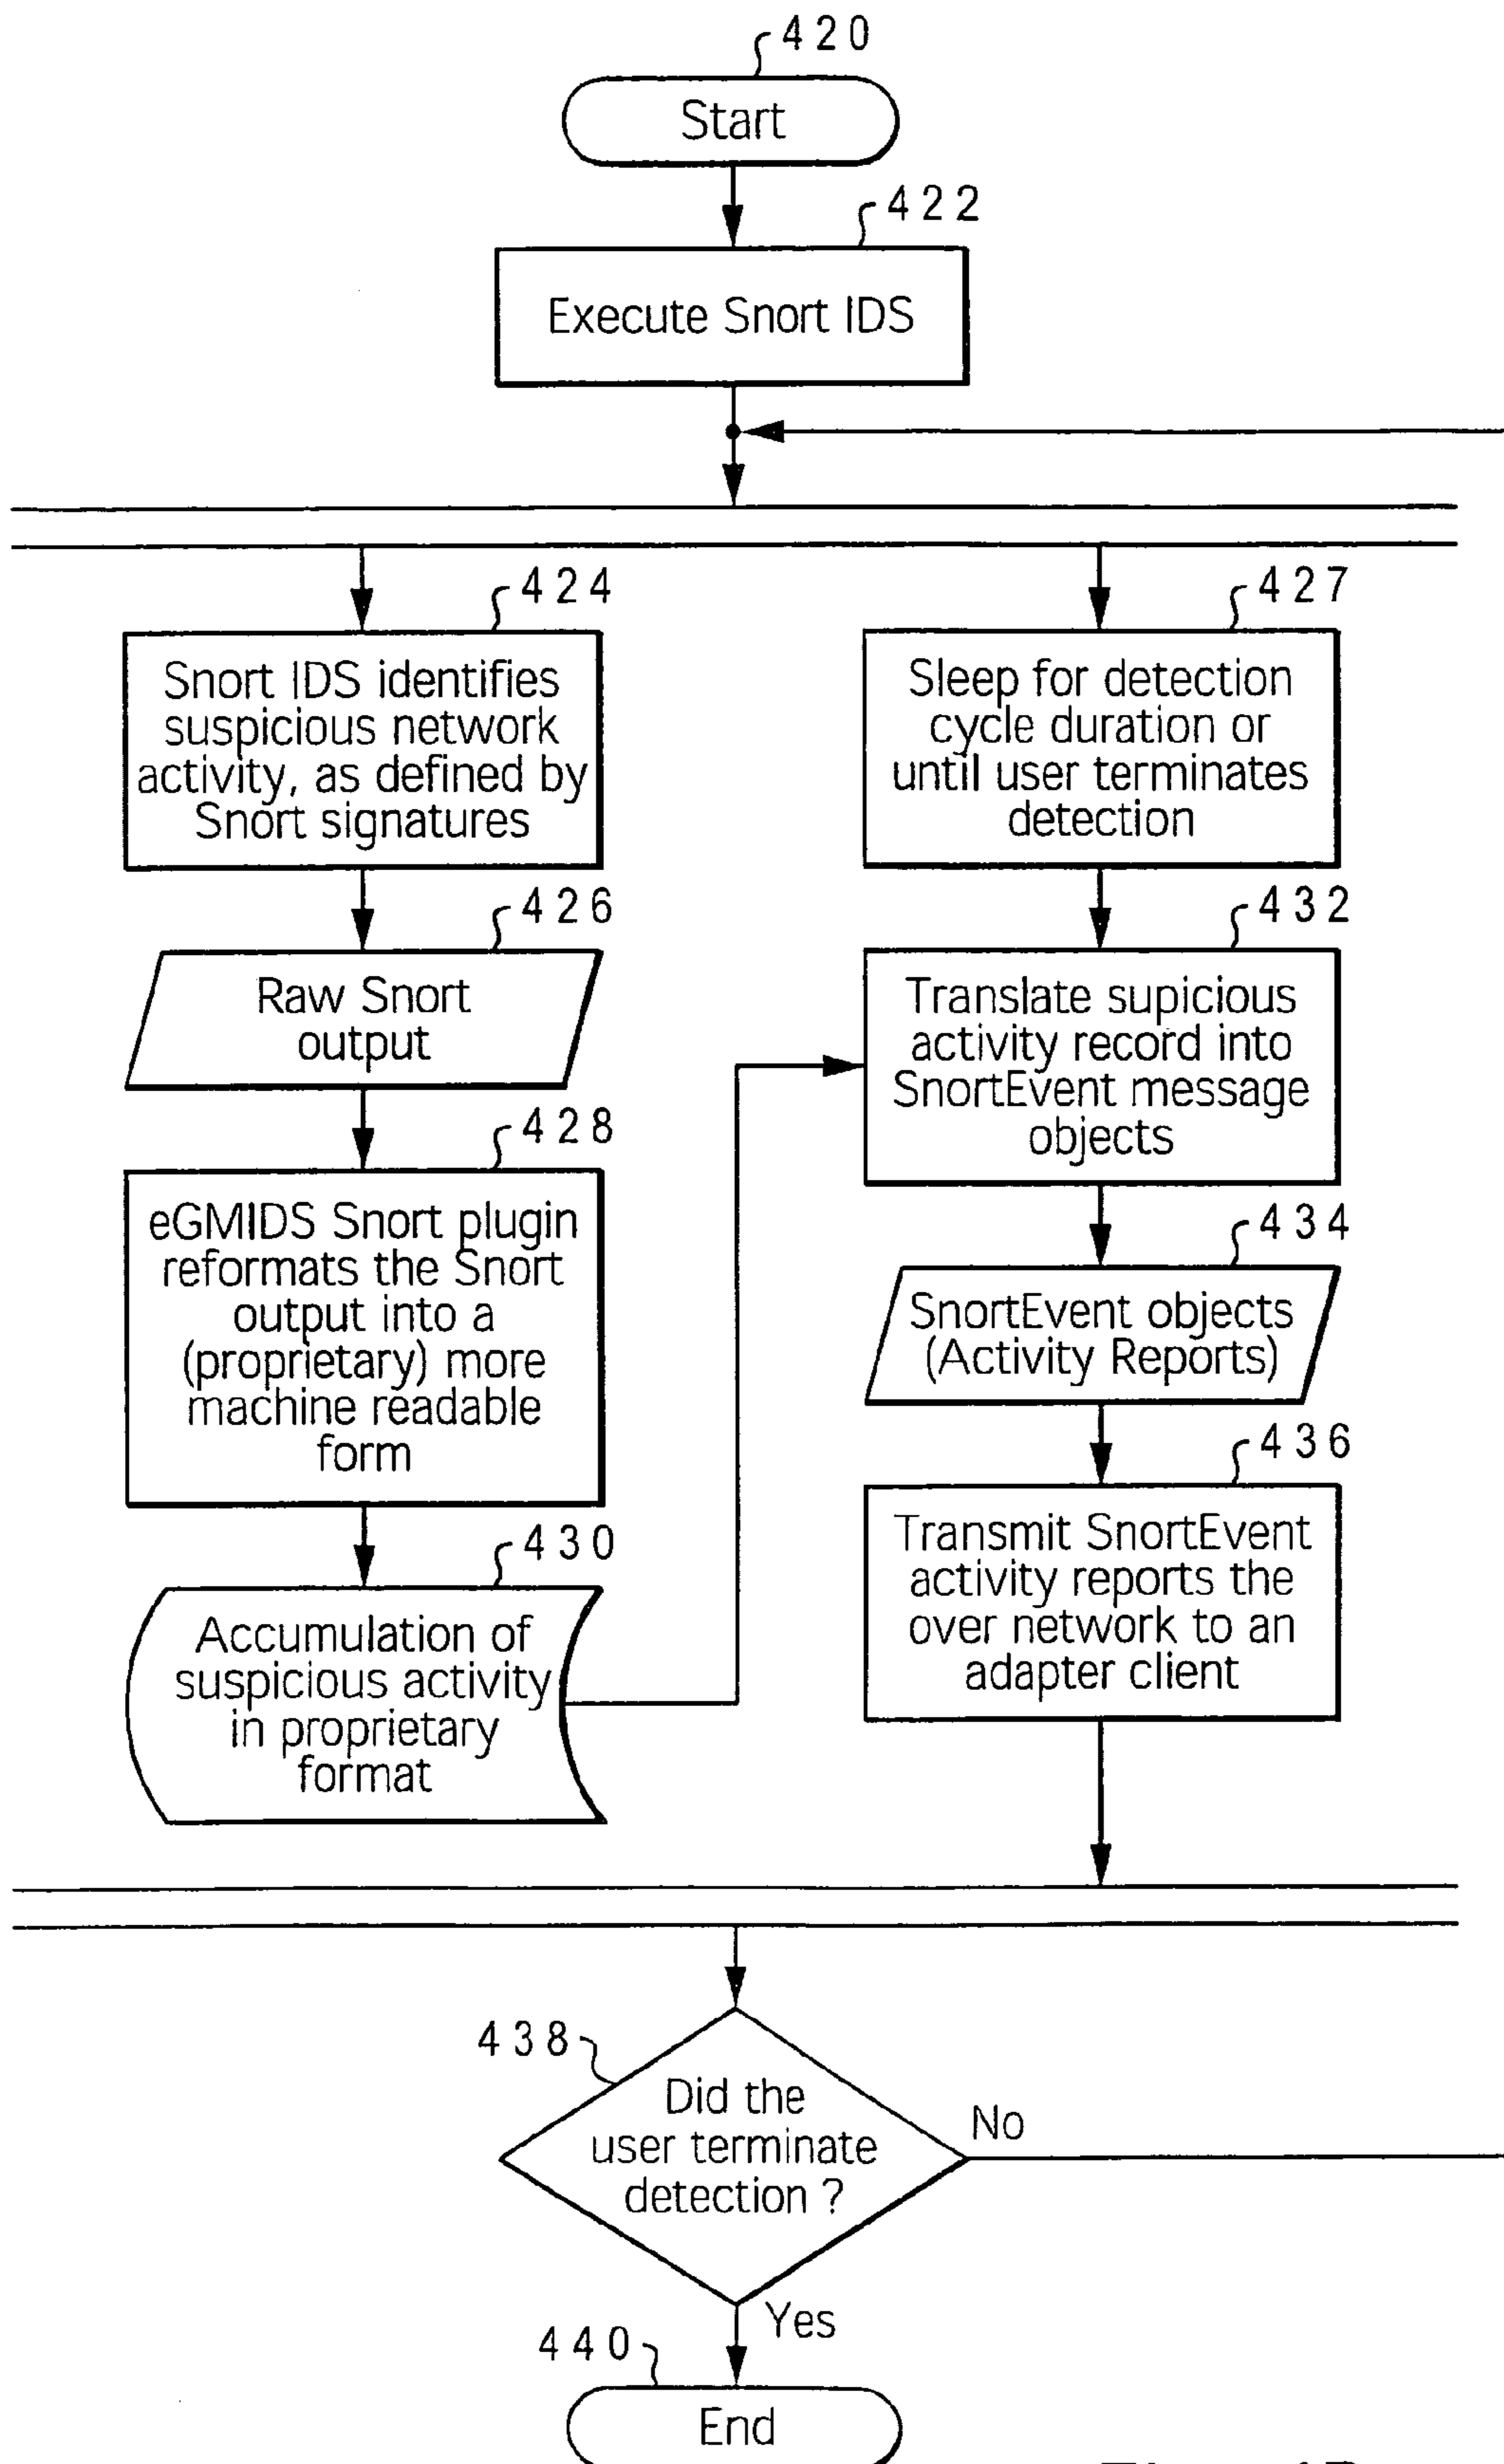 420
Start
422
Execute Snort IDS
424
Snort IDS identifies
suspicious network
activity, as defined by
Snort signatures
426
Raw Snort
output
428
eGMIDS Snort plugin
reformats the Snort
output into a
(proprietary) more
machine readable
form
430
Accumulation of
suspicious activity
in proprietary
format
427
Sleep for detection
cycle duration or
until user terminates
detection
432
Translate supicious
activity record into
SnortEvent message
objects
434
SnortEvent objects
(Activity Reports)
436
Transmit SnortEvent
activity reports the
over network to an
adapter client
438
Did the
user terminate
detection ?
No
Yes
440
End